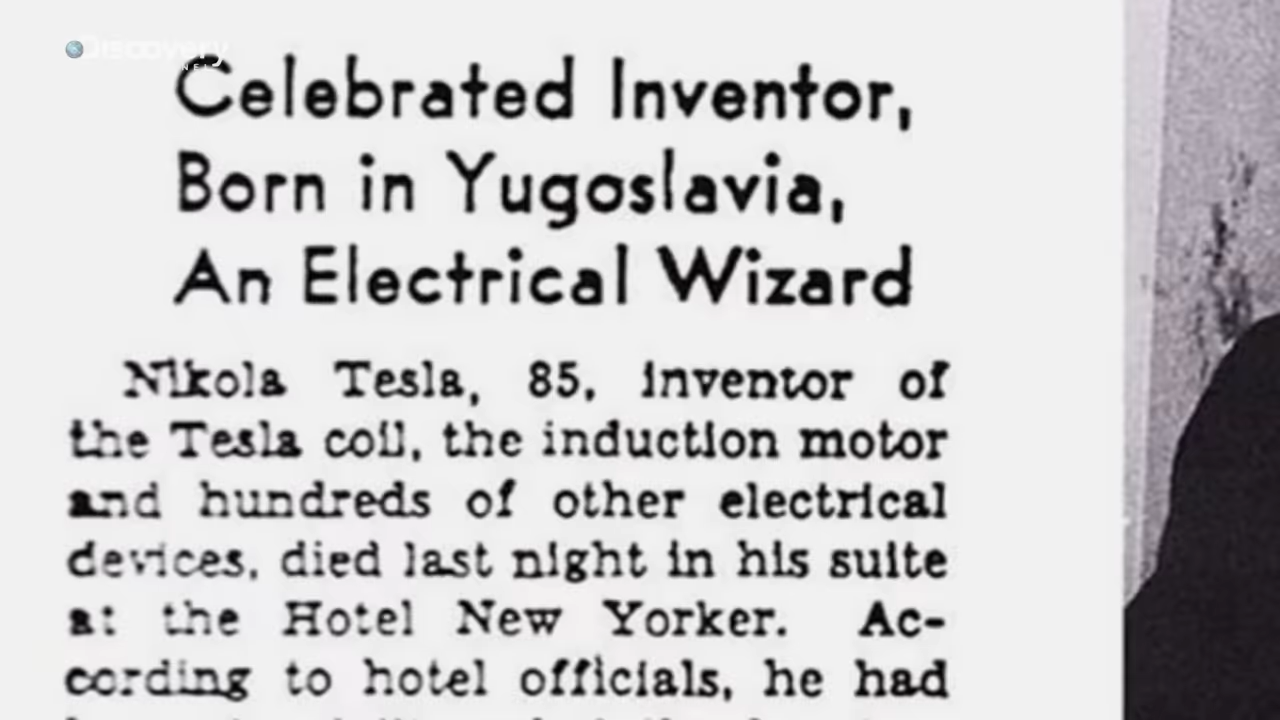 Discovery
Celebrated Inventor,
Born in Yugoslavia,
An Electrical Wizard
Nikola Tesla, 85, inventor of
the Tesla coil, the induction motor
and hundreds of other electrical
devices, died last night in his suite
at the Hotel New Yorker. Ac-
cording to hotel officials, he had